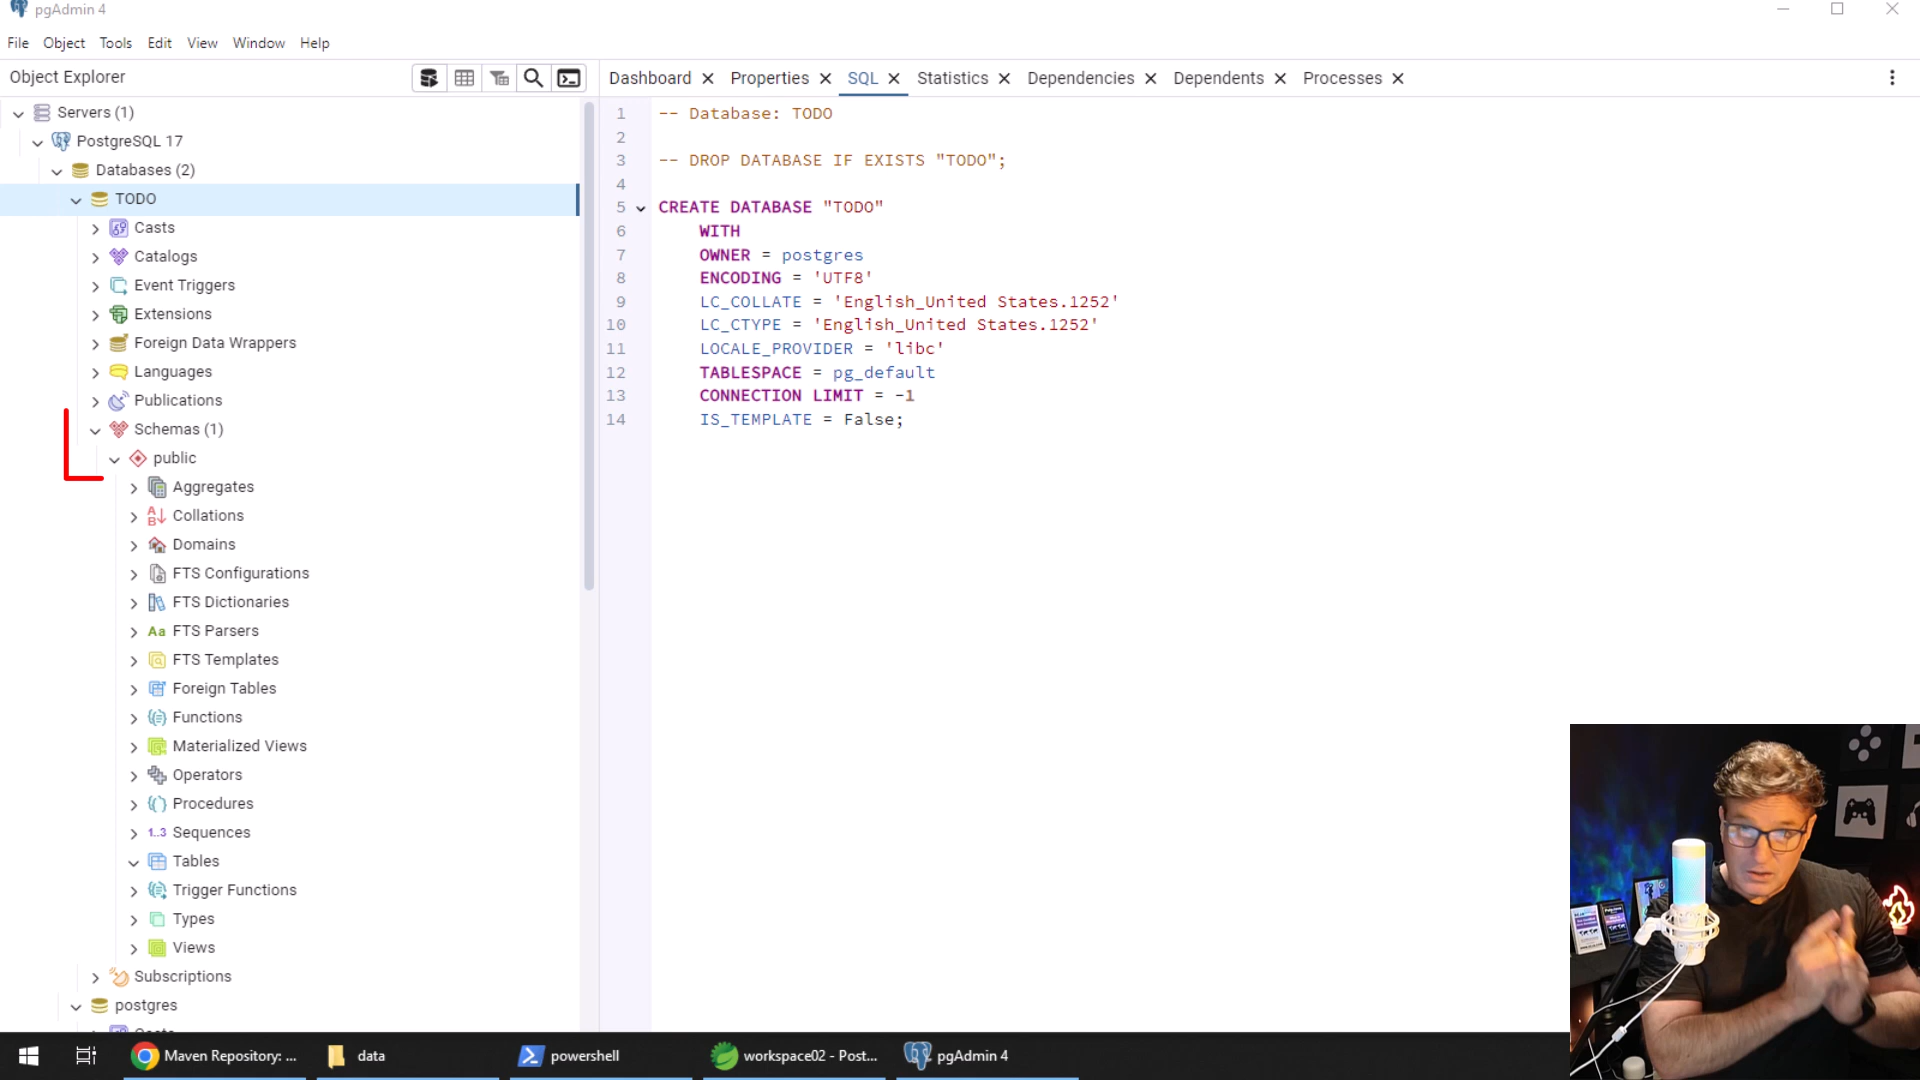 pgAdmin 4
File Object Tools Edit View Window Help
Object Explorer
Dashboard Properties SQL Statistics Dependencies Dependents Processes
Servers (1)
PostgreSQL 17
Databases (2)
TODO
Casts
Catalogs
Event Triggers
Extensions
Foreign Data Wrappers
Languages
Publications
Schemas (1)
public
Aggregates
Collations
Domains
FTS Configurations
FTS Dictionaries
Aa FTS Parsers
FTS Templates
Foreign Tables
Functions
Materialized Views
Operators
Procedures
1..3 Sequences
Tables
Trigger Functions
Types
Views
Subscriptions
postgres
1 -- Database: TODO
2
3 -- DROP DATABASE IF EXISTS "TODO";
4
5 CREATE DATABASE "TODO"
6 WITH
7 OWNER = postgres
8 ENCODING = 'UTF8'
9 LC_COLLATE = 'English_United States.1252'
10 LC_CTYPE = 'English_United States.1252'
11 LOCALE_PROVIDER = 'libc'
12 TABLESPACE = pg_default
13 CONNECTION LIMIT = -1
14 IS_TEMPLATE = False;
Maven Repository: ... data powershell workspace02 - Post... pgAdmin 4